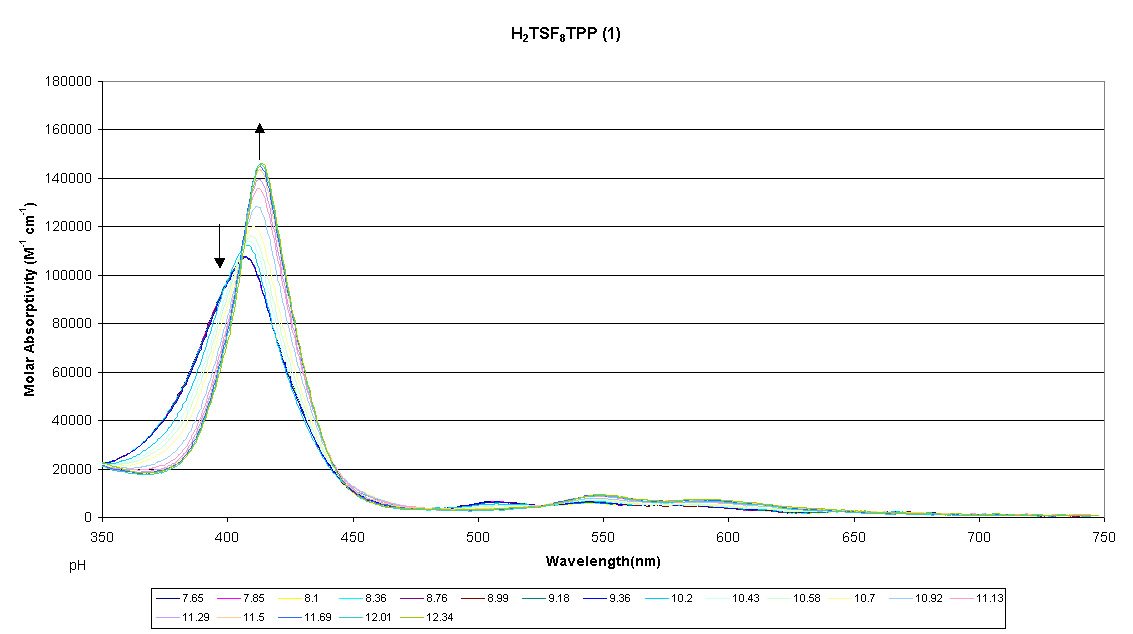 H₂TSF₈TPP (1)
180000
160000
140000
120000
100000
80000
60000
40000
20000
0
Molar Absorptivity (M⁻¹ cm⁻¹)
350 400 450 500 550 600 650 700 750
Wavelength(nm)
pH
7.65 7.85 8.1 8.36 8.76 8.99 9.18 9.36 10.2 10.43 10.58 10.7 10.92 11.13
11.29 11.5 11.69 12.01 12.34